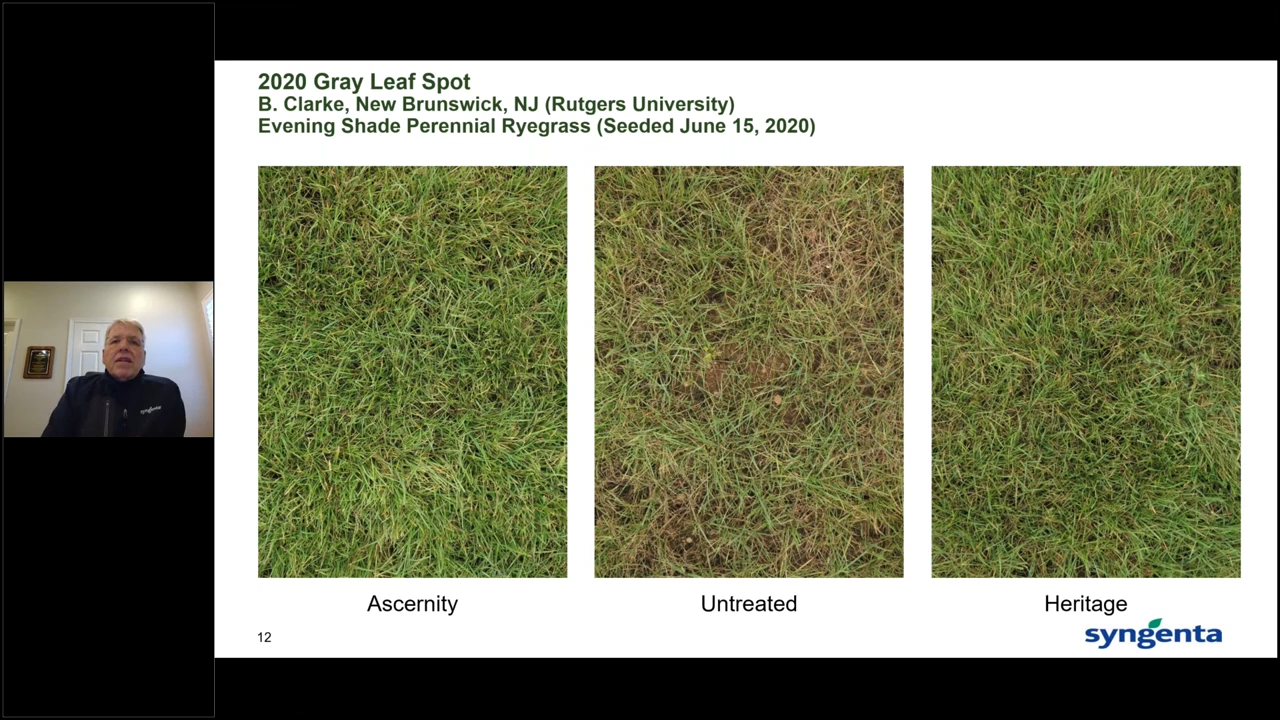 2020 Gray Leaf Spot
B. Clarke, New Brunswick, NJ (Rutgers University)
Evening Shade Perennial Ryegrass (Seeded June 15, 2020)
Ascernity
Untreated
Heritage
12
syngenta
syngenta